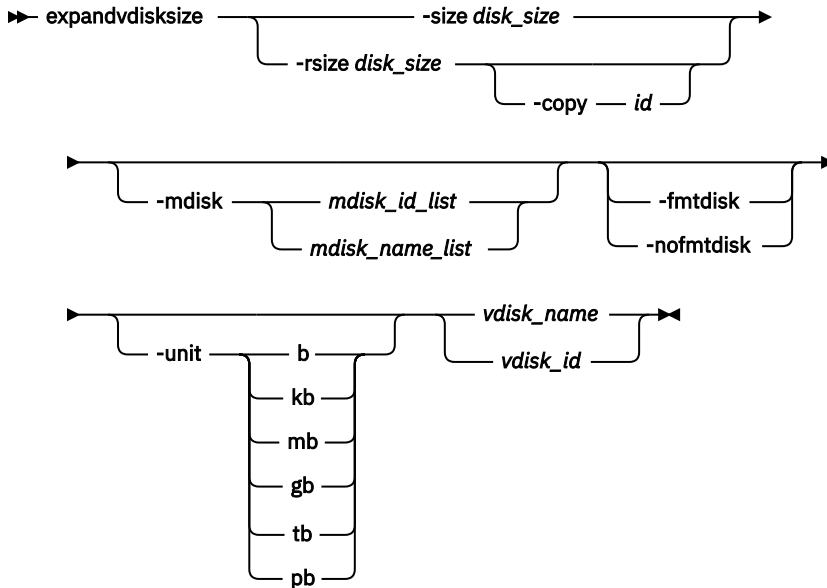 expandvdisksize -size disk_size
-rsize disk_size
-copy id
-mdisk mdisk_id_list
mdisk_name_list
-fmtdisk
-nofmtdisk
-unit b
kb
mb
gb
tb
pb
vdisk_name
vdisk_id